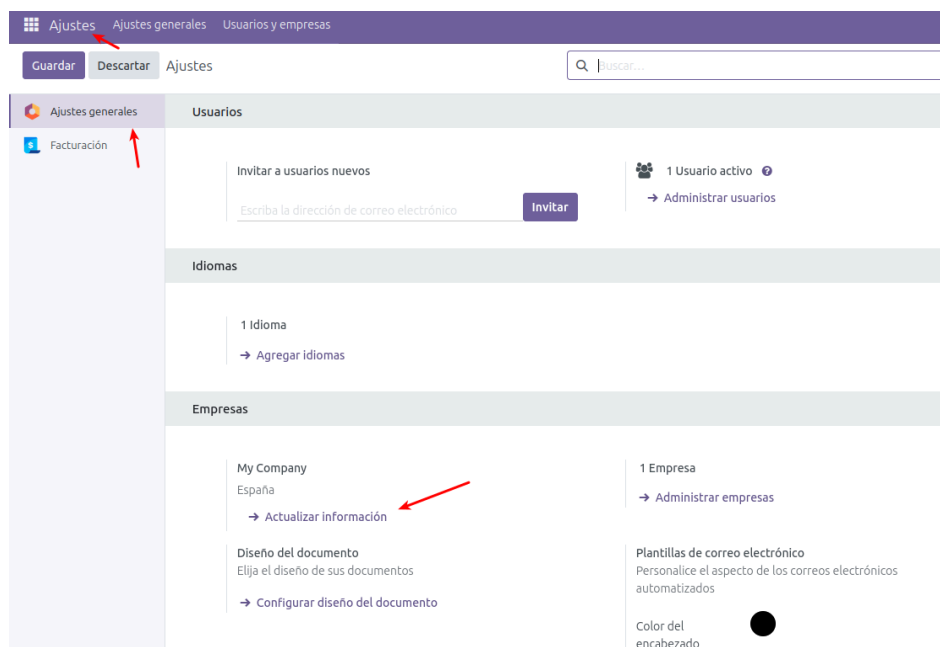 Ajustes Ajustes generales Usuarios y empresas
Guardar Descartar Ajustes Buscar...
Ajustes generales
Facturación
Usuarios
Invitar a usuarios nuevos
Escriba la dirección de correo electrónico Invitar
1 Usuario activo ?
→ Administrar usuarios
Idiomas
1 Idioma
→ Agregar idiomas
Empresas
My Company
España
→ Actualizar información
1 Empresa
→ Administrar empresas
Diseño del documento
Elija el diseño de sus documentos
→ Configurar diseño del documento
Plantillas de correo electrónico
Personalice el aspecto de los correos electrónicos
automatizados
Color del
encabezado